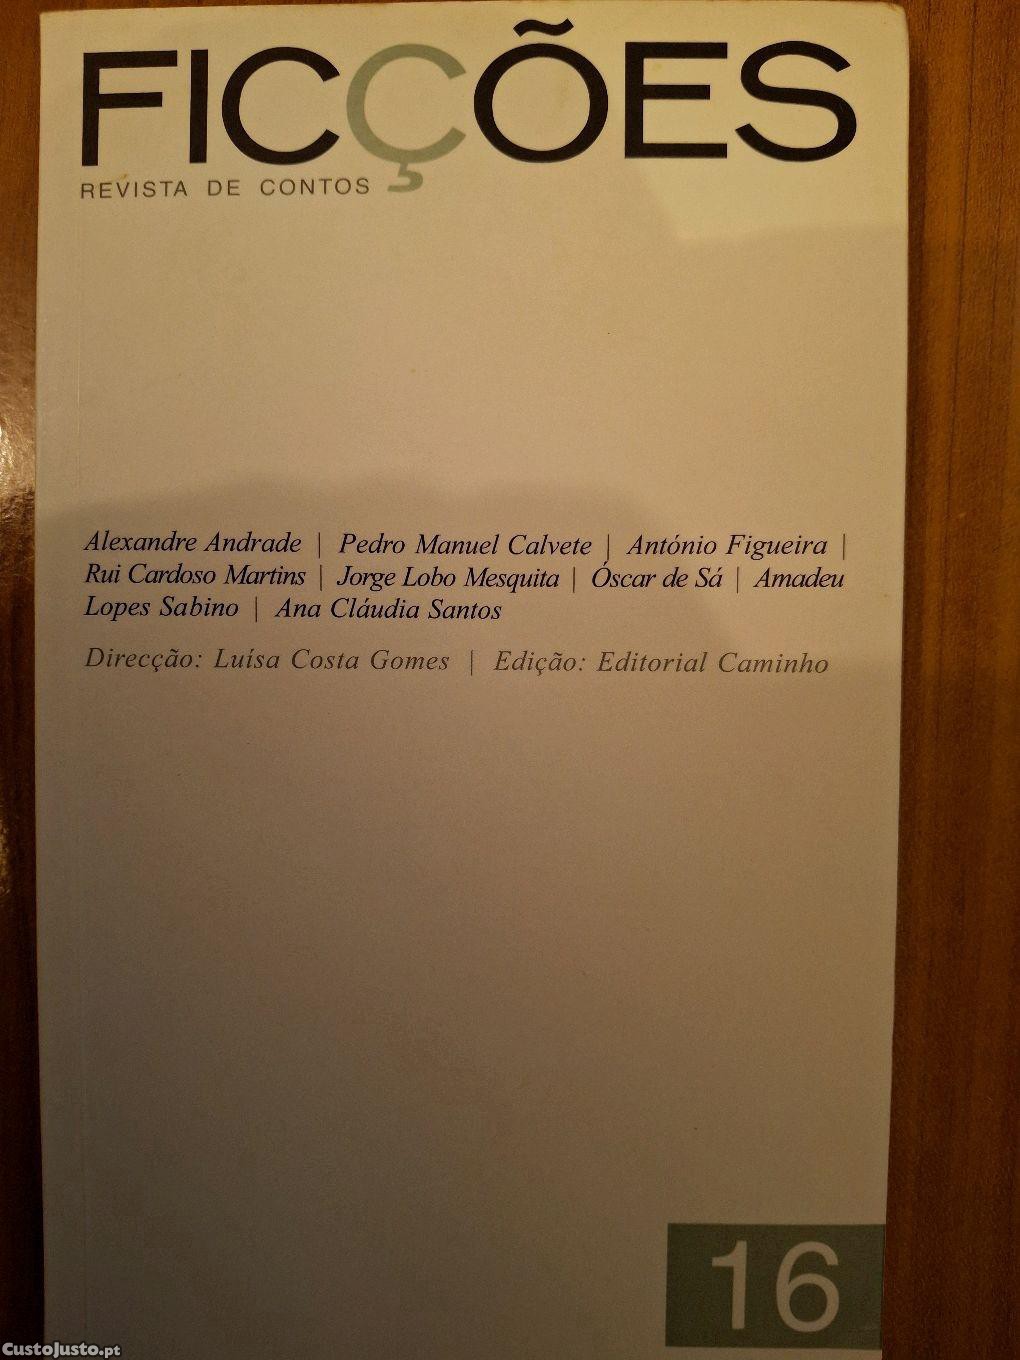 FICÇÕES
REVISTA DE CONTOS
Alexandre Andrade | Pedro Manuel Calvete | António Figueira |
Rui Cardoso Martins | Jorge Lobo Mesquita | Óscar de Sá | Amadeu
Lopes Sabino | Ana Cláudia Santos
Direcção: Luísa Costa Gomes | Edição: Editorial Caminho
16
CustoJusto.pt